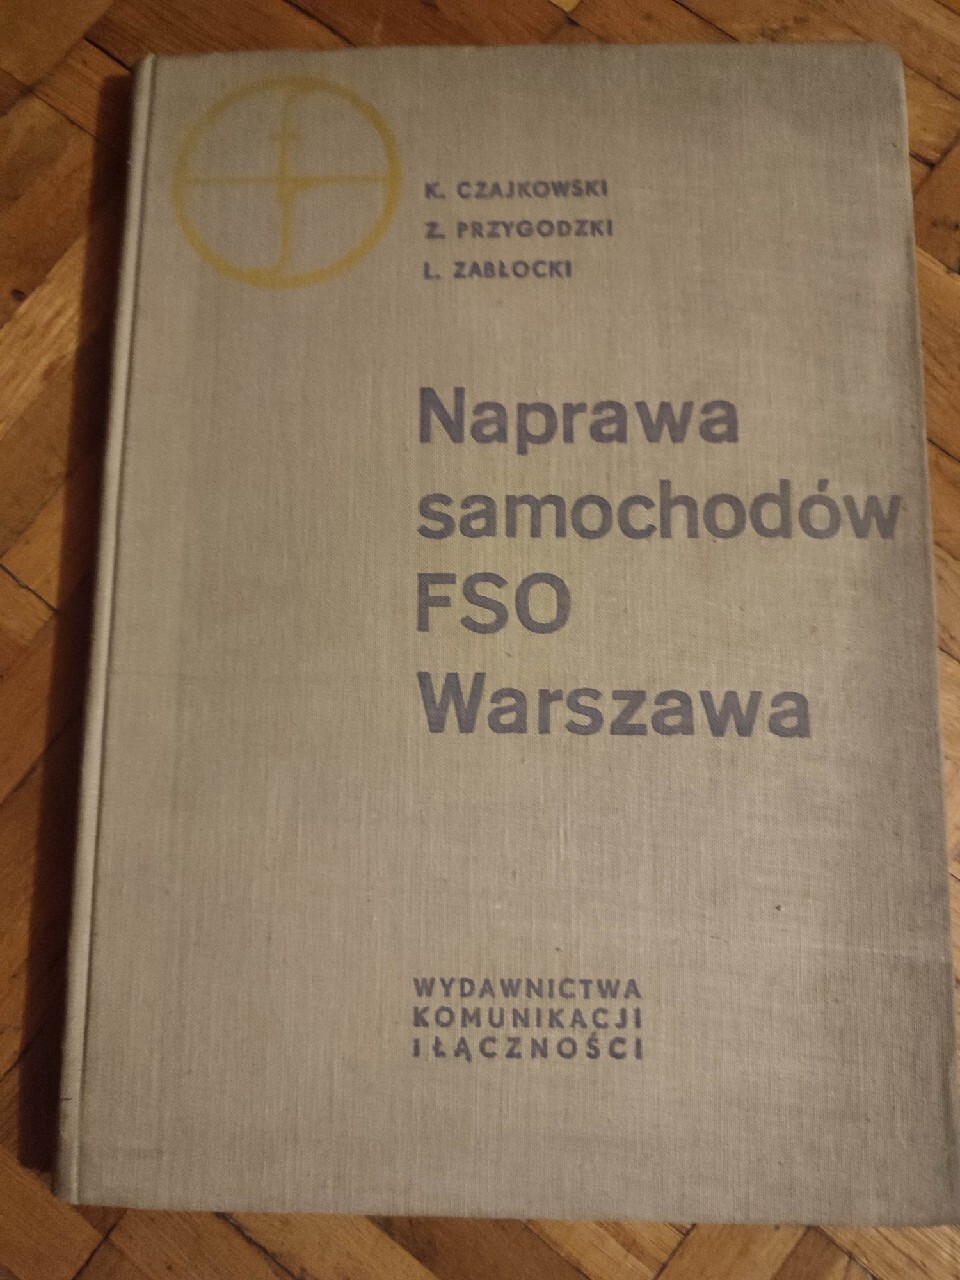 K. CZAJKOWSKI
Z. PRZYGODZKI
L. ZABŁOCKI
Naprawa
samochodów
FSO
Warszawa
WYDAWNICTWA
KOMUNIKACJI
I ŁĄCZNOŚCI